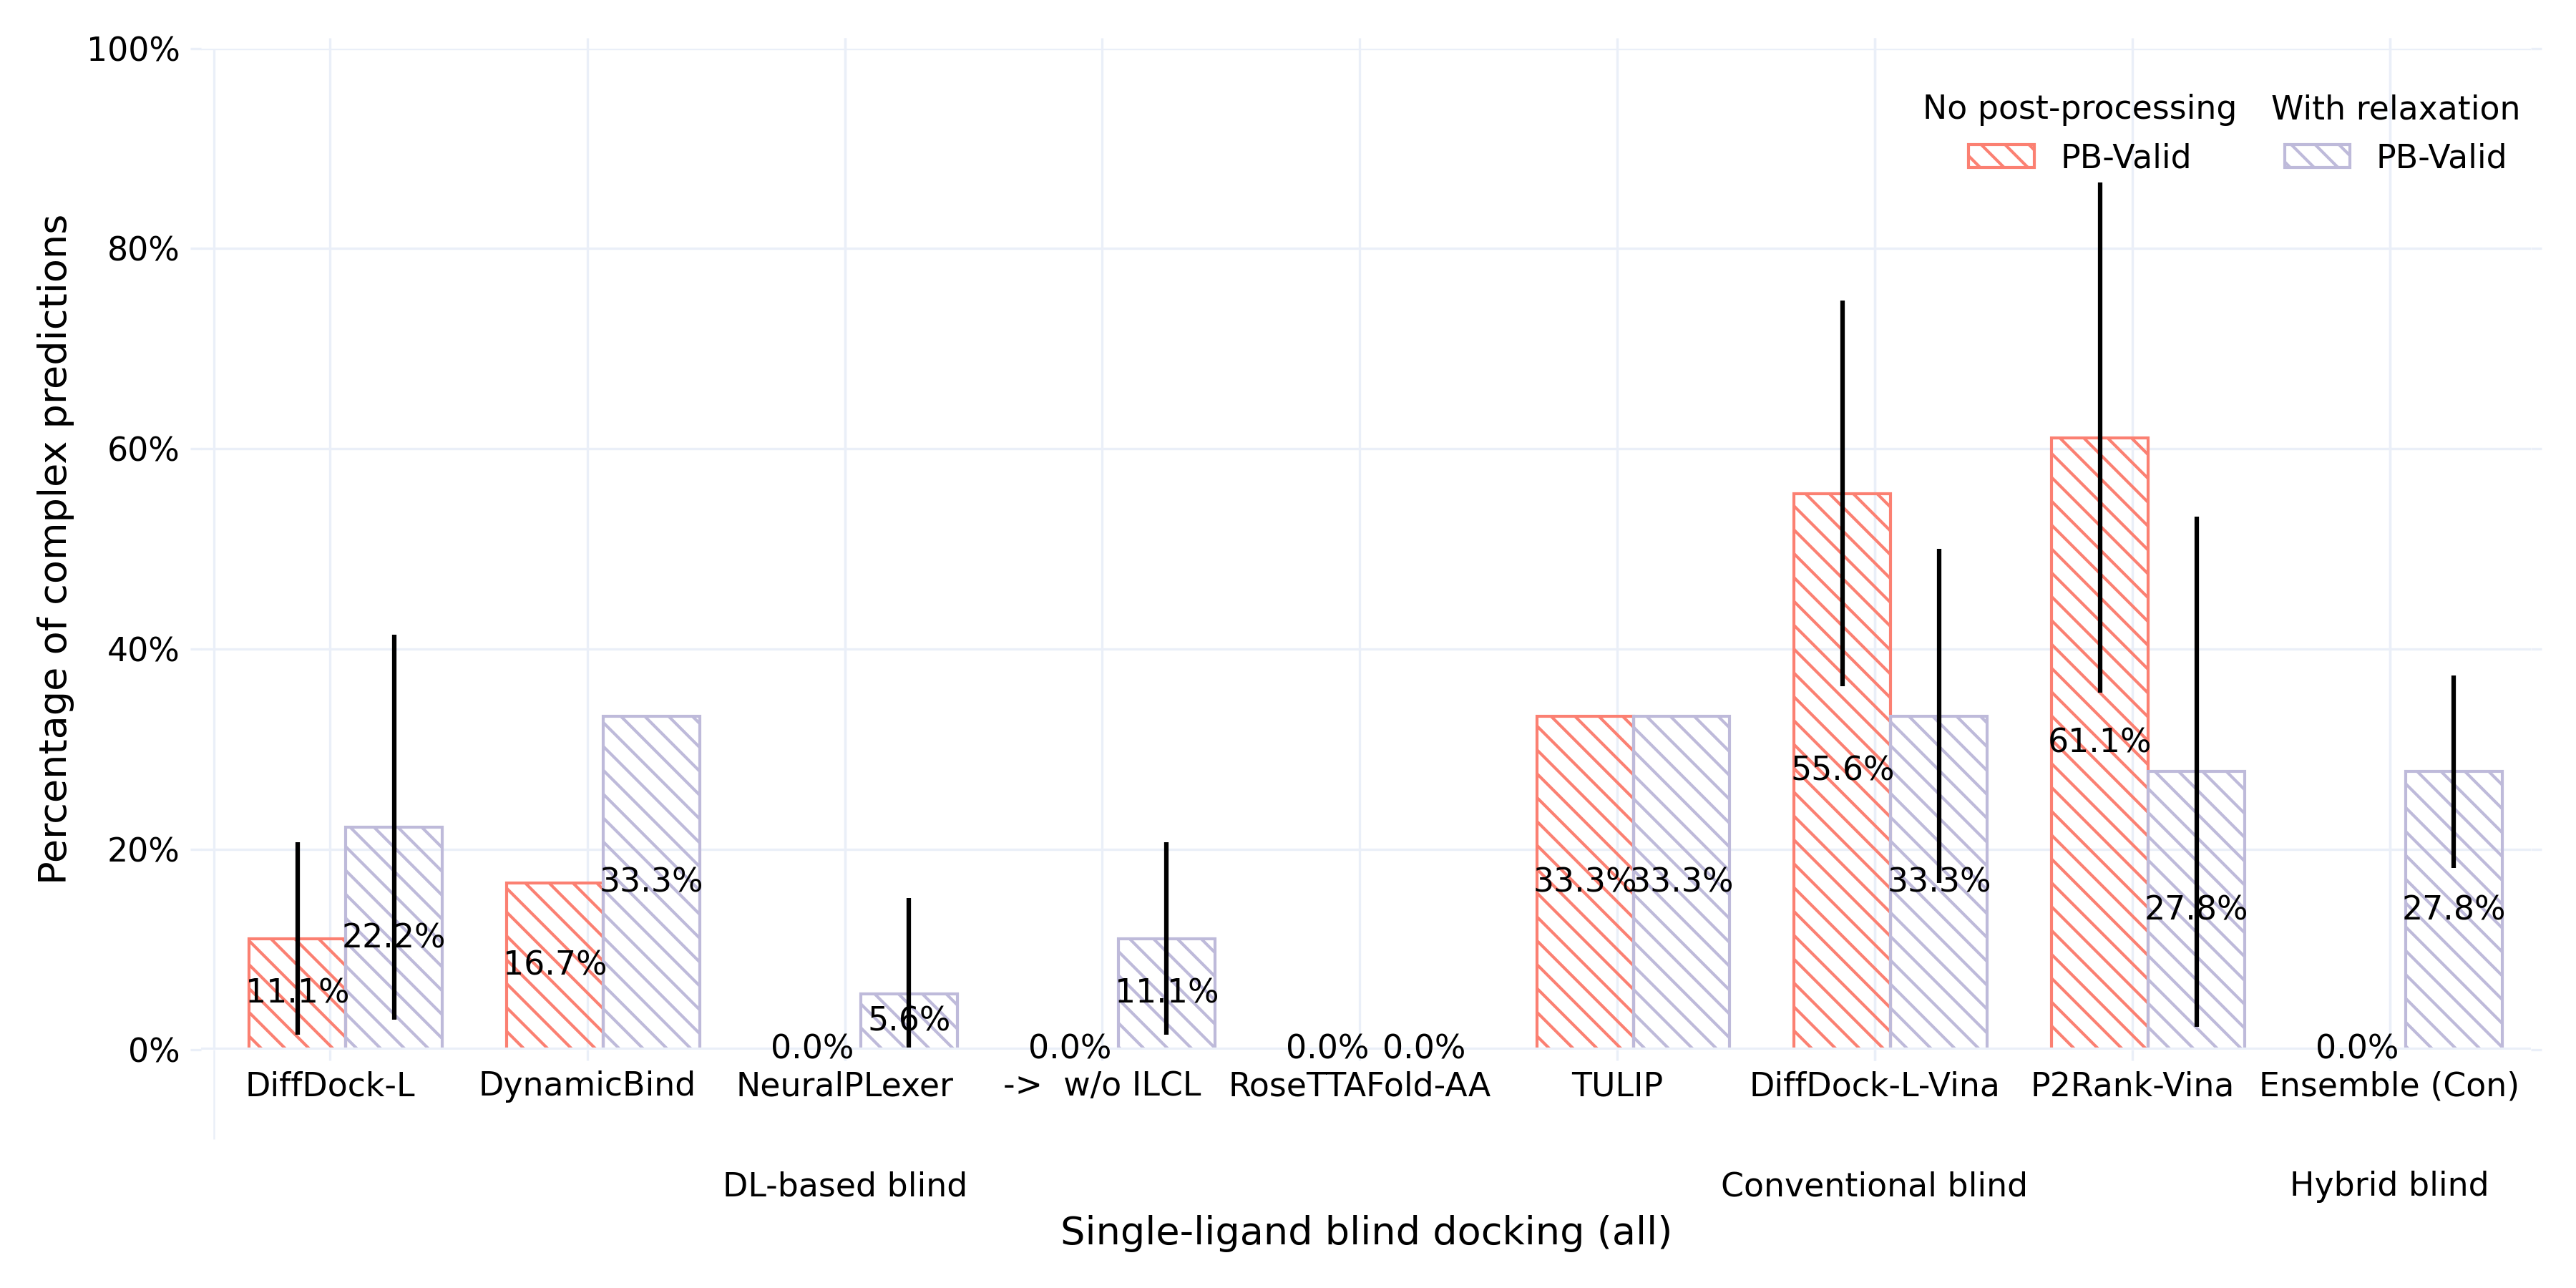 No post-processing
With relaxation
PB-Valid
PB-Valid
Percentage of complex predictions
100%
80%
60%
40%
20%
0%
11.1%
22.2%
16.7%
33.3%
0.0%
5.6%
0.0%
11.1%
0.0%
0.0%
33.3%
33.3%
55.6%
33.3%
61.1%
27.8%
0.0%
27.8%
DiffDock-L
DynamicBind
NeuralPLexer
-> w/o ILCL
RoseTTAFold-AA
TULIP
DiffDock-L-Vina
P2Rank-Vina
Ensemble (Con)
DL-based blind
Conventional blind
Hybrid blind
Single-ligand blind docking (all)